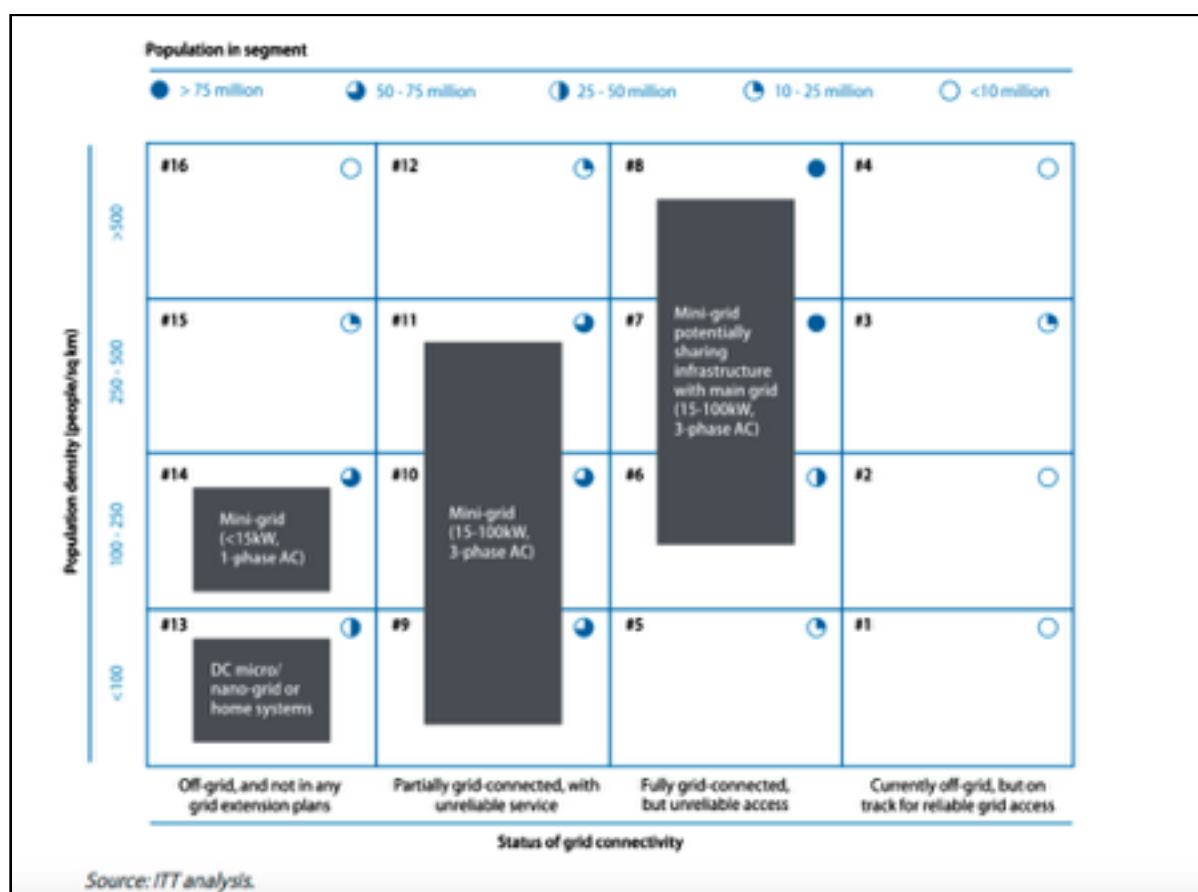 Population in segment
> 75 million
50 - 75 million
25 - 50 million
10 - 25 million
<10 million
Population density (people/sq km)
>500
#16
#12
#8
#4
250 - 500
#15
#11
#7
#3
Mini-grid
potentially
sharing
infrastructure
with main grid
(15-100kW,
3-phase AC)
100 - 250
#14
#10
#6
#2
Mini-grid
(<15kW,
1-phase AC)
Mini-grid
(15-100kW,
3-phase AC)
<100
#13
#9
#5
#1
DC micro/
nano-grid or
home systems
Off-grid, and not in any
grid extension plans
Partially grid-connected, with
unreliable service
Fully grid-connected,
but unreliable access
Currently off-grid, but on
track for reliable grid access
Status of grid connectivity
Source: ITT analysis.